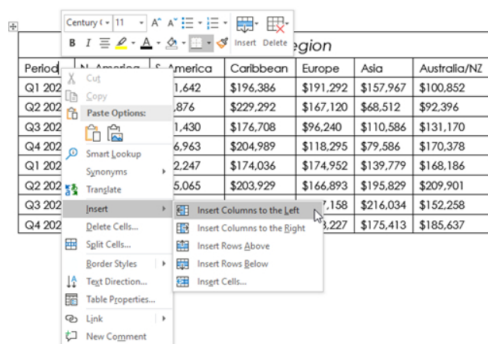 Century ( 11
B I Insert Delete
egion
Period N. America S. America Caribbean Europe Asia Australia/NZ
Q1 202 1,642 $196,386 $191,292 $157,967 $100,852
Q2 202 ,876 $229,292 $167,120 $68,512 $92,396
Q3 202 1,430 $176,708 $96,240 $110,586 $131,170
Q4 202 6,963 $204,989 $118,295 $79,586 $170,378
Q1 202 2,247 $174,036 $174,952 $139,779 $168,186
Q2 202 5,065 $203,929 $166,893 $195,829 $209,901
Q3 202 ,158 $216,034 $152,258
Q4 202 ,227 $175,413 $185,637
Cut
Copy
Paste Options:
Smart Lookup
Synonyms
Translate
Insert
Delete Cells...
Split Cells...
Border Styles
Text Direction...
Table Properties...
Link
New Comment
Insert Columns to the Left
Insert Columns to the Right
Insert Rows Above
Insert Rows Below
Insert Cells...